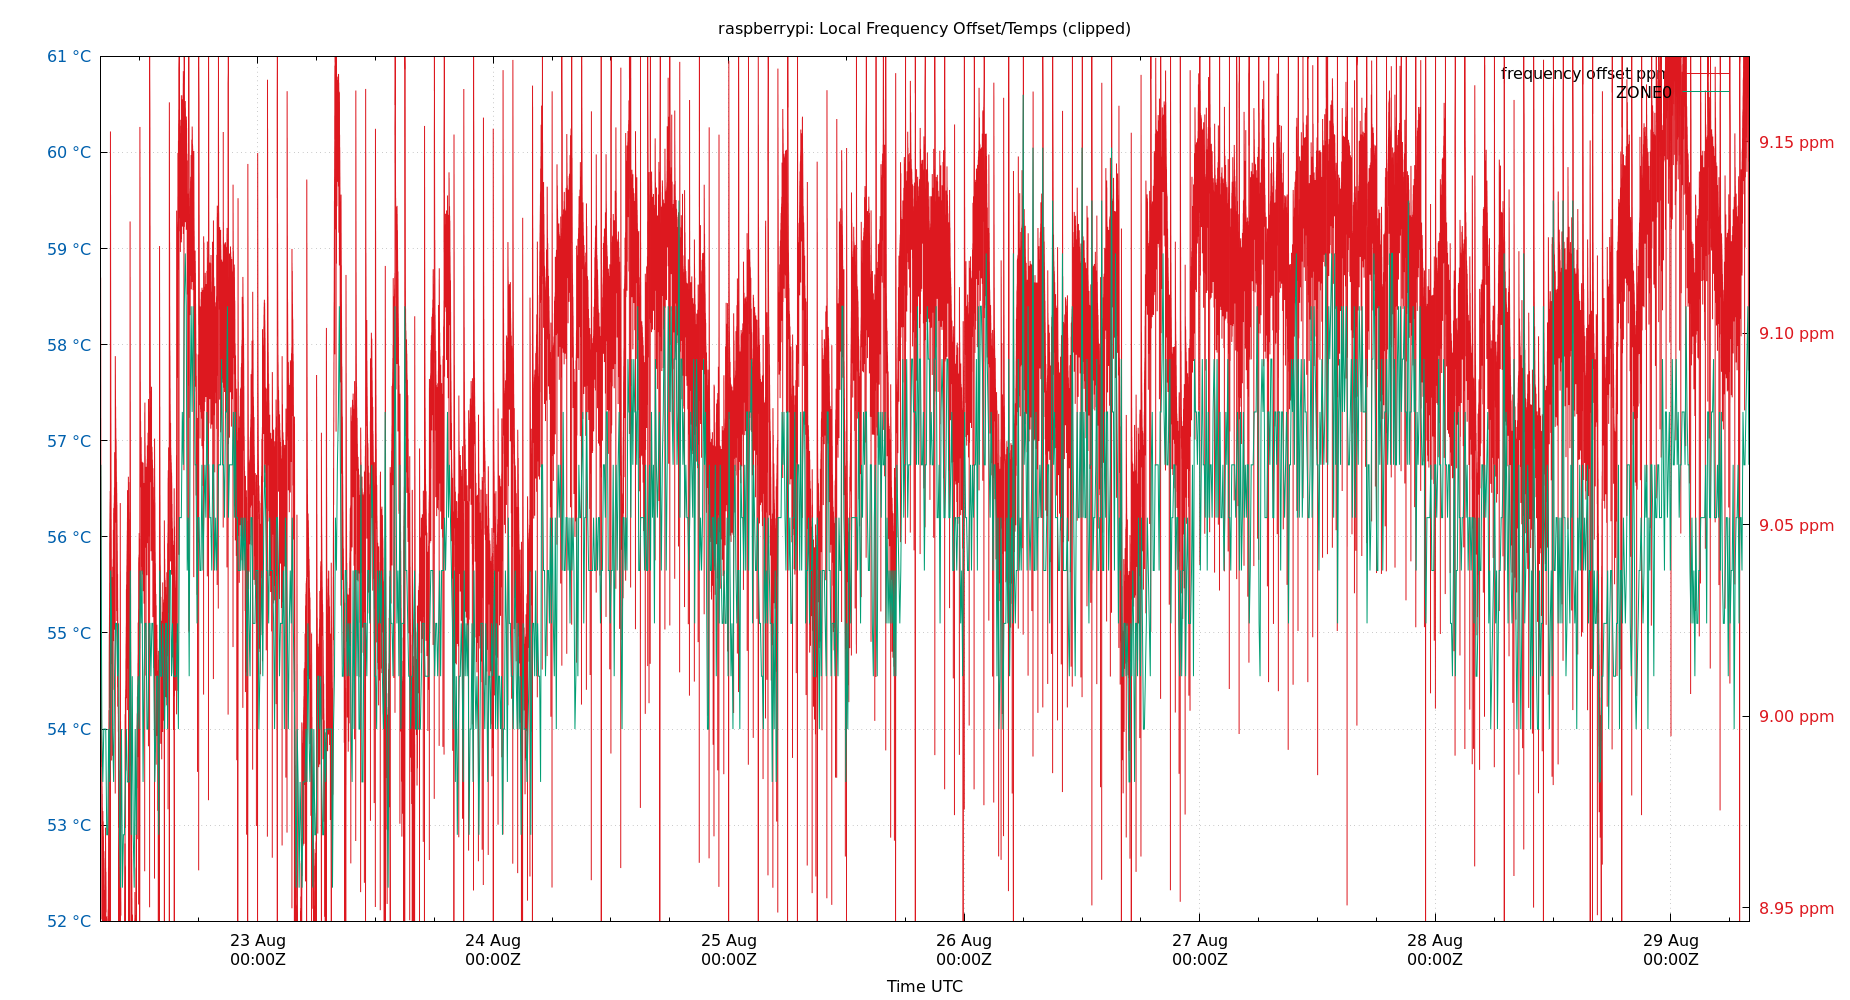 raspberrypi: Local Frequency Offset/Temps (clipped)
61 °C
60 °C
59 °C
58 °C
57 °C
56 °C
55 °C
54 °C
53 °C
52 °C
frequency offset ppm
ZONE0
9.15 ppm
9.10 ppm
9.05 ppm
9.00 ppm
8.95 ppm
23 Aug
00:00Z
24 Aug
00:00Z
25 Aug
00:00Z
26 Aug
00:00Z
27 Aug
00:00Z
28 Aug
00:00Z
29 Aug
00:00Z
Time UTC